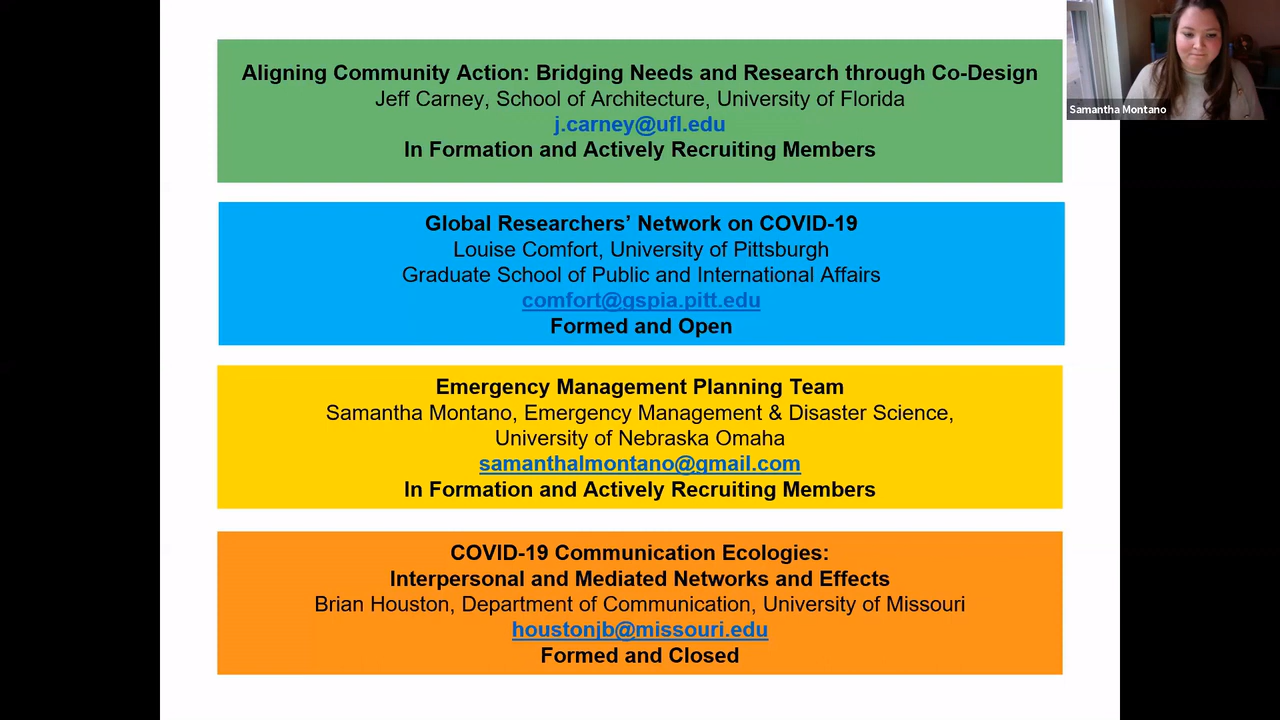 Aligning Community Action: Bridging Needs and Research through Co-Design
Jeff Carney, School of Architecture, University of Florida
j.carney@ufl.edu
In Formation and Actively Recruiting Members
Samantha Montano
Global Researchers’ Network on COVID-19
Louise Comfort, University of Pittsburgh
Graduate School of Public and International Affairs
comfort@gspia.pitt.edu
Formed and Open
Emergency Management Planning Team
Samantha Montano, Emergency Management & Disaster Science,
University of Nebraska Omaha
samanthalmontano@gmail.com
In Formation and Actively Recruiting Members
COVID-19 Communication Ecologies:
Interpersonal and Mediated Networks and Effects
Brian Houston, Department of Communication, University of Missouri
houstonjb@missouri.edu
Formed and Closed